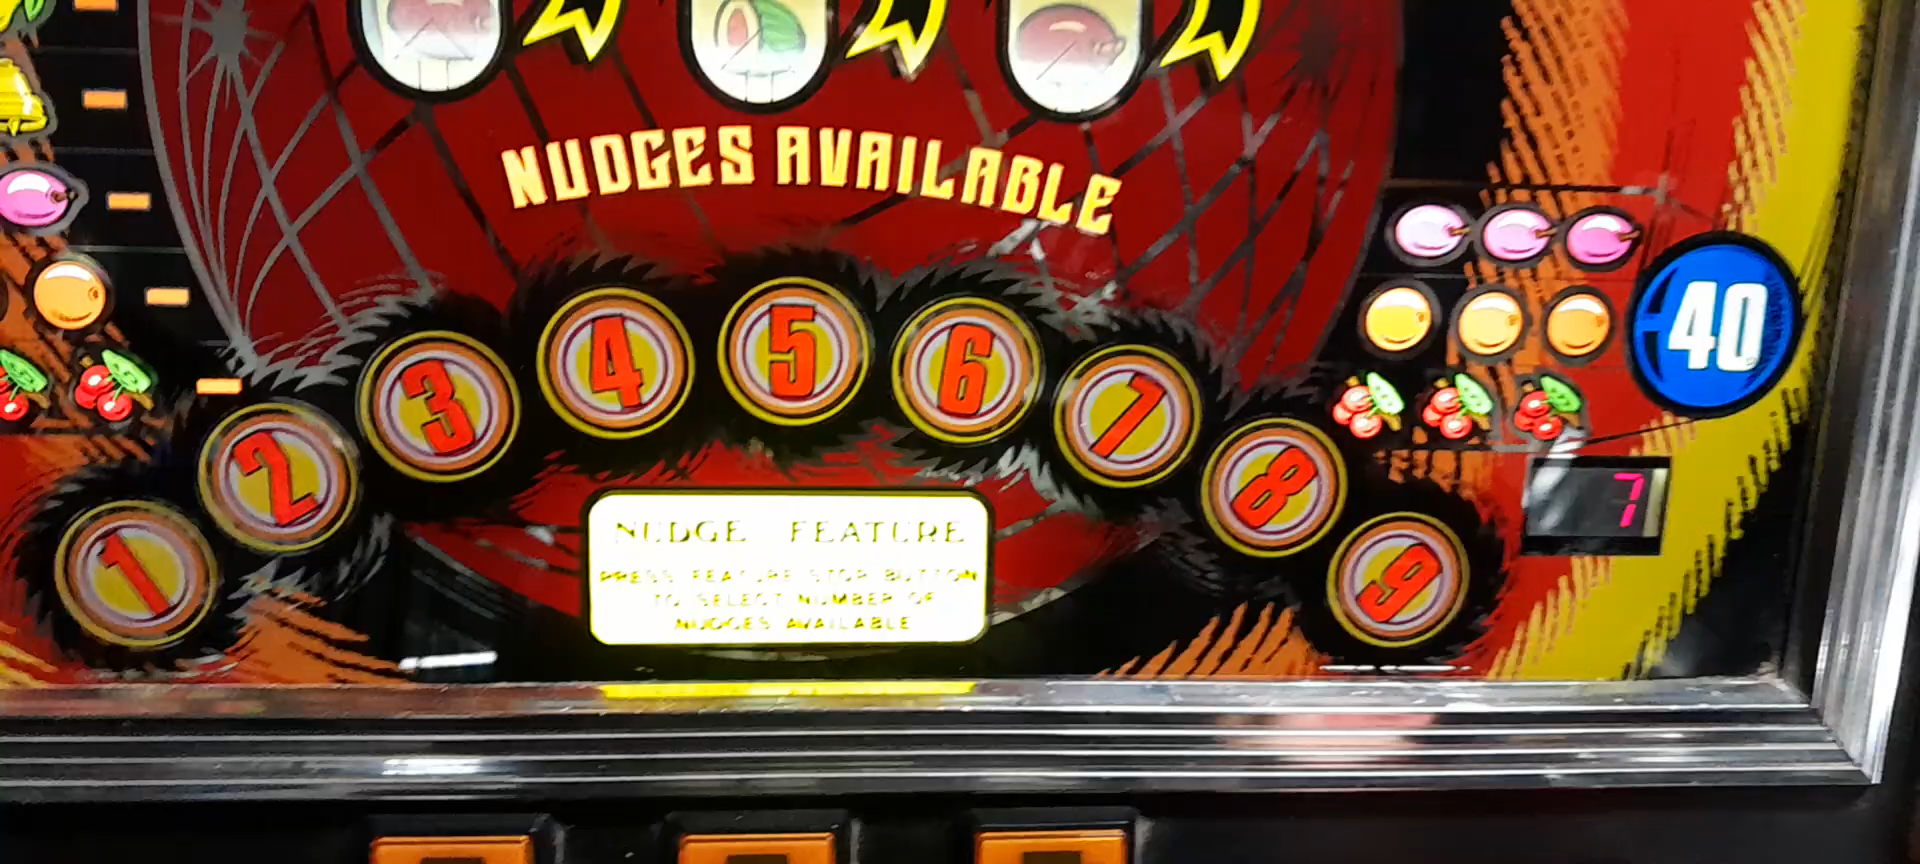 NUDGES AVAILABLE
1 2 3 4 5 6 7 8 9
40
7
NUDGE FEATURE
PRESS FEATURE STOP BUTTON
TO SELECT NUMBER OF
NUDGES AVAILABLE